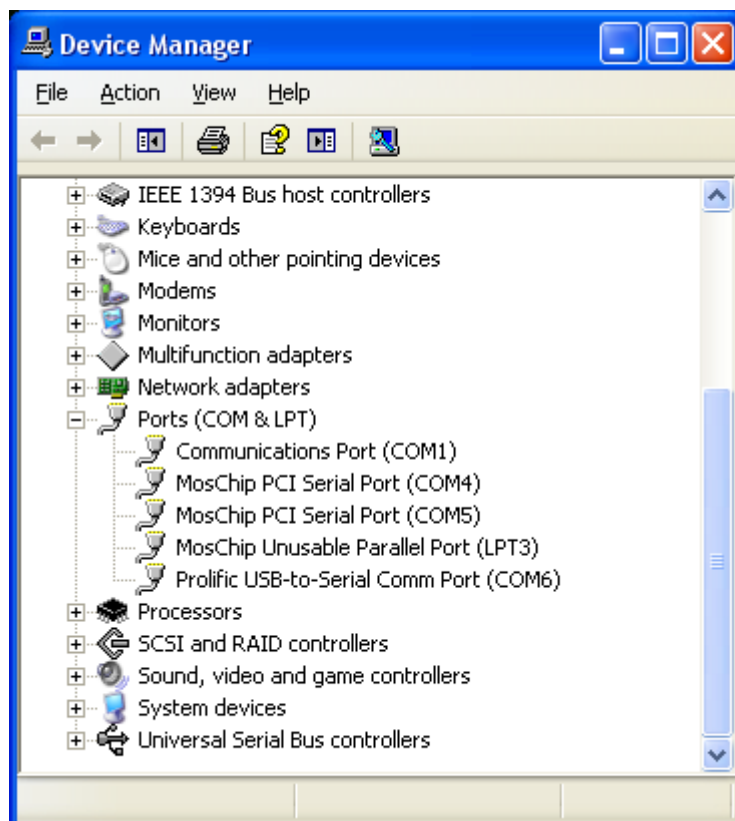 Device Manager
File Action View Help
IEEE 1394 Bus host controllers
Keyboards
Mice and other pointing devices
Modems
Monitors
Multifunction adapters
Network adapters
Ports (COM & LPT)
Communications Port (COM1)
MosChip PCI Serial Port (COM4)
MosChip PCI Serial Port (COM5)
MosChip Unusable Parallel Port (LPT3)
Prolific USB-to-Serial Comm Port (COM6)
Processors
SCSI and RAID controllers
Sound, video and game controllers
System devices
Universal Serial Bus controllers